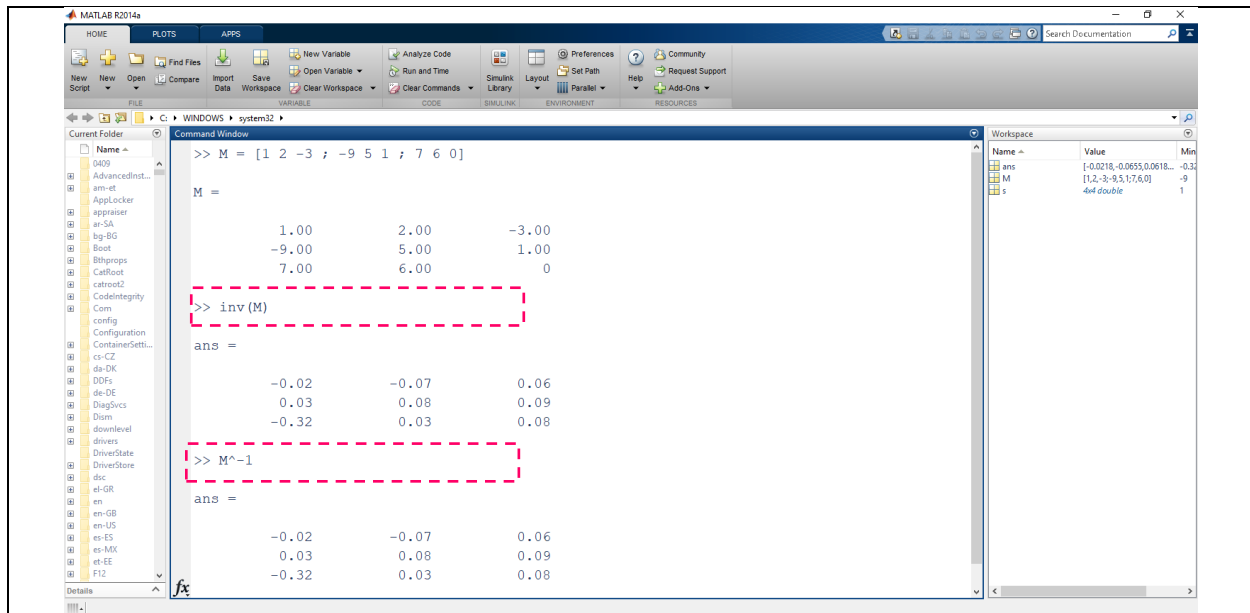 MATLAB R2014a
HOME PLOTS APPS
Search Documentation
New Script
New
Open
Find Files
Compare
Import Data
Save Workspace
New Variable
Open Variable
Clear Workspace
Analyze Code
Run and Time
Clear Commands
Simulink Library
Layout
Preferences
Set Path
Parallel
Help
Community
Request Support
Add-Ons
FILE VARIABLE CODE SIMULINK ENVIRONMENT RESOURCES
C: WINDOWS system32
Current Folder
Name
0409
AdvancedInst...
am-et
AppLocker
appraiser
ar-SA
bg-BG
Boot
Bthprops
CatRoot
catroot2
CodeIntegrity
Com
config
Configuration
ContainerSetti...
cs-CZ
da-DK
DDFs
de-DE
DiagSvcs
Dism
downlevel
drivers
DriverState
DriverStore
dsc
el-GR
en
en-GB
en-US
es-ES
es-MX
et-EE
F12
Details
Command Window
>> M = [1 2 -3 ; -9 5 1 ; 7 6 0]
M =
1.00 2.00 -3.00
-9.00 5.00 1.00
7.00 6.00 0
>> inv(M)
ans =
-0.02 -0.07 0.06
0.03 0.08 0.09
-0.32 0.03 0.08
>> M^-1
ans =
-0.02 -0.07 0.06
0.03 0.08 0.09
-0.32 0.03 0.08
fx
Workspace
Name Value Min
ans [-0.0218,-0.0655,0.0618... -0.32
M [1,2,-3;-9,5,1;7,6,0] -9
s 4x4 double 1